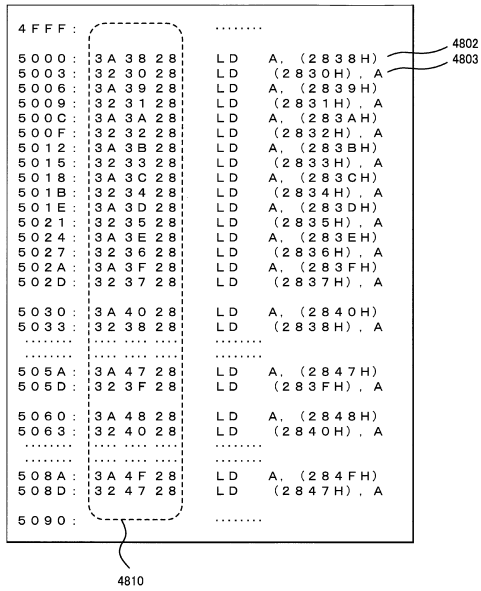 4FFF: ........
5000: 3A 38 28 LD A, (2838H) 4802
5003: 32 30 28 LD (2830H), A 4803
5006: 3A 39 28 LD A, (2839H)
5009: 32 31 28 LD (2831H), A
500C: 3A 3A 28 LD A, (283AH)
500F: 32 32 28 LD (2832H), A
5012: 3A 3B 28 LD A, (283BH)
5015: 32 33 28 LD (2833H), A
5018: 3A 3C 28 LD A, (283CH)
501B: 32 34 28 LD (2834H), A
501E: 3A 3D 28 LD A, (283DH)
5021: 32 35 28 LD (2835H), A
5024: 3A 3E 28 LD A, (283EH)
5027: 32 36 28 LD (2836H), A
502A: 3A 3F 28 LD A, (283FH)
502D: 32 37 28 LD (2837H), A
5030: 3A 40 28 LD A, (2840H)
5033: 32 38 28 LD (2838H), A
........ .... .... .... ........
........ .... .... .... ........
505A: 3A 47 28 LD A, (2847H)
505D: 32 3F 28 LD (283FH), A
5060: 3A 48 28 LD A, (2848H)
5063: 32 40 28 LD (2840H), A
........ .... .... .... ........
........ .... .... .... ........
508A: 3A 4F 28 LD A, (284FH)
508D: 32 47 28 LD (2847H), A
5090: ........
4810